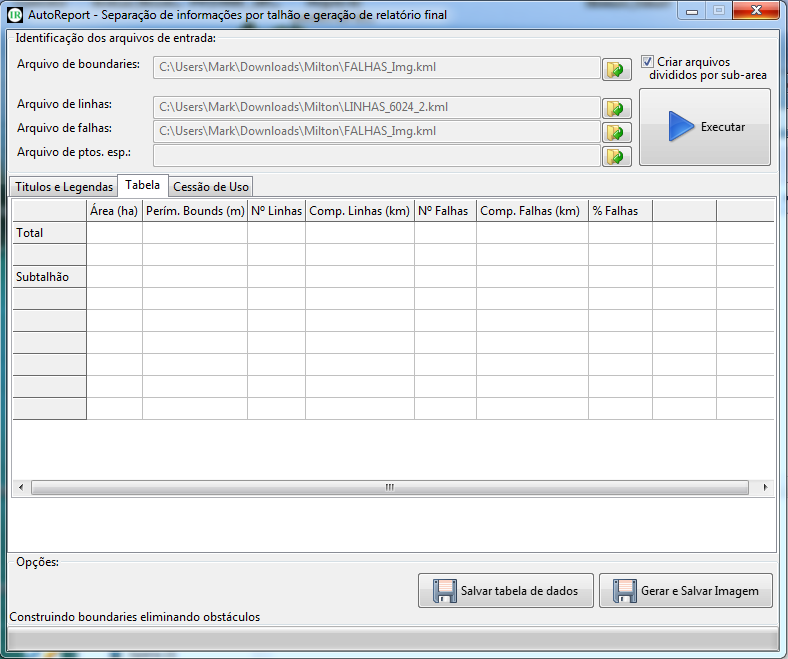 AutoReport - Separação de informações por talhão e geração de relatório final
Identificação dos arquivos de entrada:
Arquivo de boundaries: C:\Users\Mark\Downloads\Milton\FALHAS_Img.kml
Criar arquivos
divididos por sub-area
Arquivo de linhas: C:\Users\Mark\Downloads\Milton\LINHAS_6024_2.kml
Arquivo de falhas: C:\Users\Mark\Downloads\Milton\FALHAS_Img.kml
Executar
Arquivo de ptos. esp.:
Titulos e Legendas Tabela Cessão de Uso
Área (ha) Perím. Bounds (m) Nº Linhas Comp. Linhas (km) Nº Falhas Comp. Falhas (km) % Falhas
Total
Subtalhão
Opções:
Salvar tabela de dados Gerar e Salvar Imagem
Construindo boundaries eliminando obstáculos